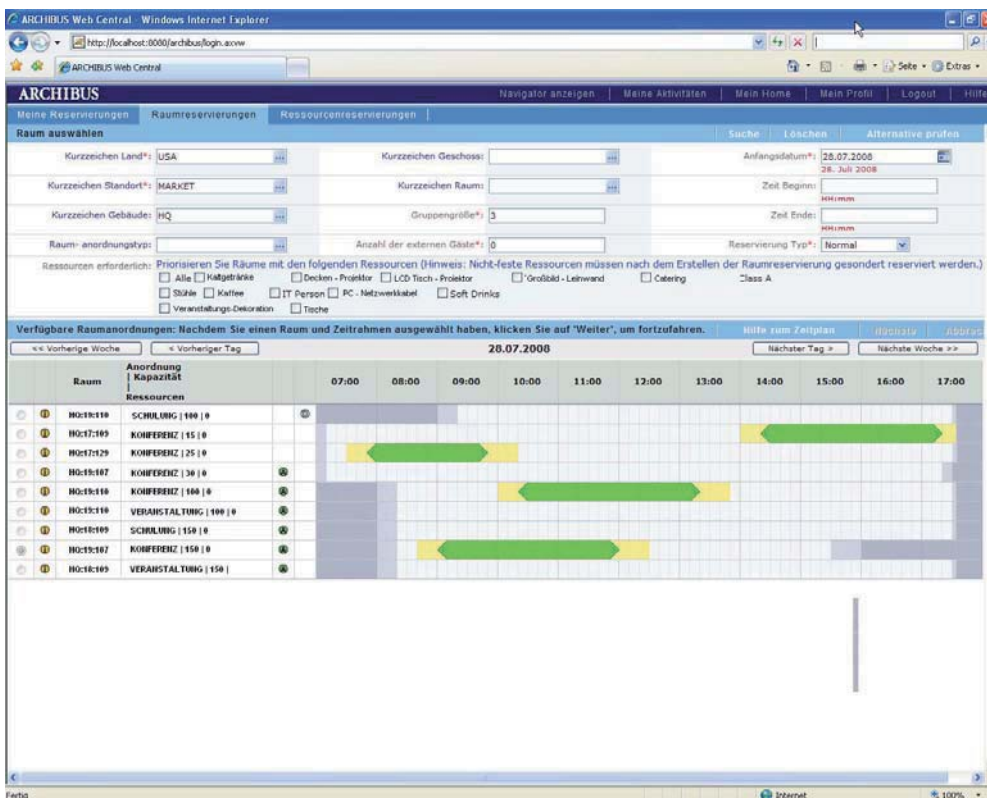 ARCHIBUS Web Central - Windows Internet Explorer
http://localhost:8080/archibus/login.axvw
ARCHIBUS Web Central
Seite
Extras
ARCHIBUS
Navigator anzeigen | Meine Aktivitäten | Mein Home | Mein Profil | Logout | Hilfe
Meine Reservierungen Raumreservierungen Ressourcenreservierungen
Raum auswählen Suche Löschen Alternative prüfen
Kurzzeichen Land*: USA ... Kurzzeichen Geschoss: ... Anfangsdatum*: 28.07.2008
28. Juli 2008
Kurzzeichen Standort*: MARKET ... Kurzzeichen Raum: ... Zeit Beginn:
HH:mm
Kurzzeichen Gebäude: HQ ... Gruppengröße*: 3 Zeit Ende:
HH:mm
Raum- anordnungstyp: ... Anzahl der externen Gäste*: 0 Reservierung Typ*: Normal
Ressourcen erforderlich: Priorisieren Sie Räume mit den folgenden Ressourcen (Hinweis: Nicht-feste Ressourcen müssen nach dem Erstellen der Raumreservierung gesondert reserviert werden.)
Alle Kaltgetränke Decken - Projektor LCD Tisch - Projektor Großbild - Leinwand Catering Class A
Stühle Kaffee IT Person PC - Netzwerkkabel Soft Drinks
Veranstaltungs-Dekoration Tische
Verfügbare Raumanordnungen: Nachdem Sie einen Raum und Zeitrahmen ausgewählt haben, klicken Sie auf 'Weiter', um fortzufahren. Hilfe zum Zeitplan Nächste
<< Vorherige Woche < Vorheriger Tag 28.07.2008 Nächster Tag > Nächste Woche >>
Raum Anordnung | Kapazität | Ressourcen 07:00 08:00 09:00 10:00 11:00 12:00 13:00 14:00 15:00 16:00 17:00
HQ:19:110 SCHULUNG | 100 | 0
HQ:17:109 KONFERENZ | 15 | 0
HQ:17:129 KONFERENZ | 25 | 0
HQ:19:107 KONFERENZ | 30 | 0
HQ:19:110 KONFERENZ | 100 | 0
HQ:19:110 VERANSTALTUNG | 100 | 0
HQ:18:109 SCHULUNG | 150 | 0
HQ:19:107 KONFERENZ | 150 | 0
HQ:18:109 VERANSTALTUNG | 150 |
Fertig Internet 100%